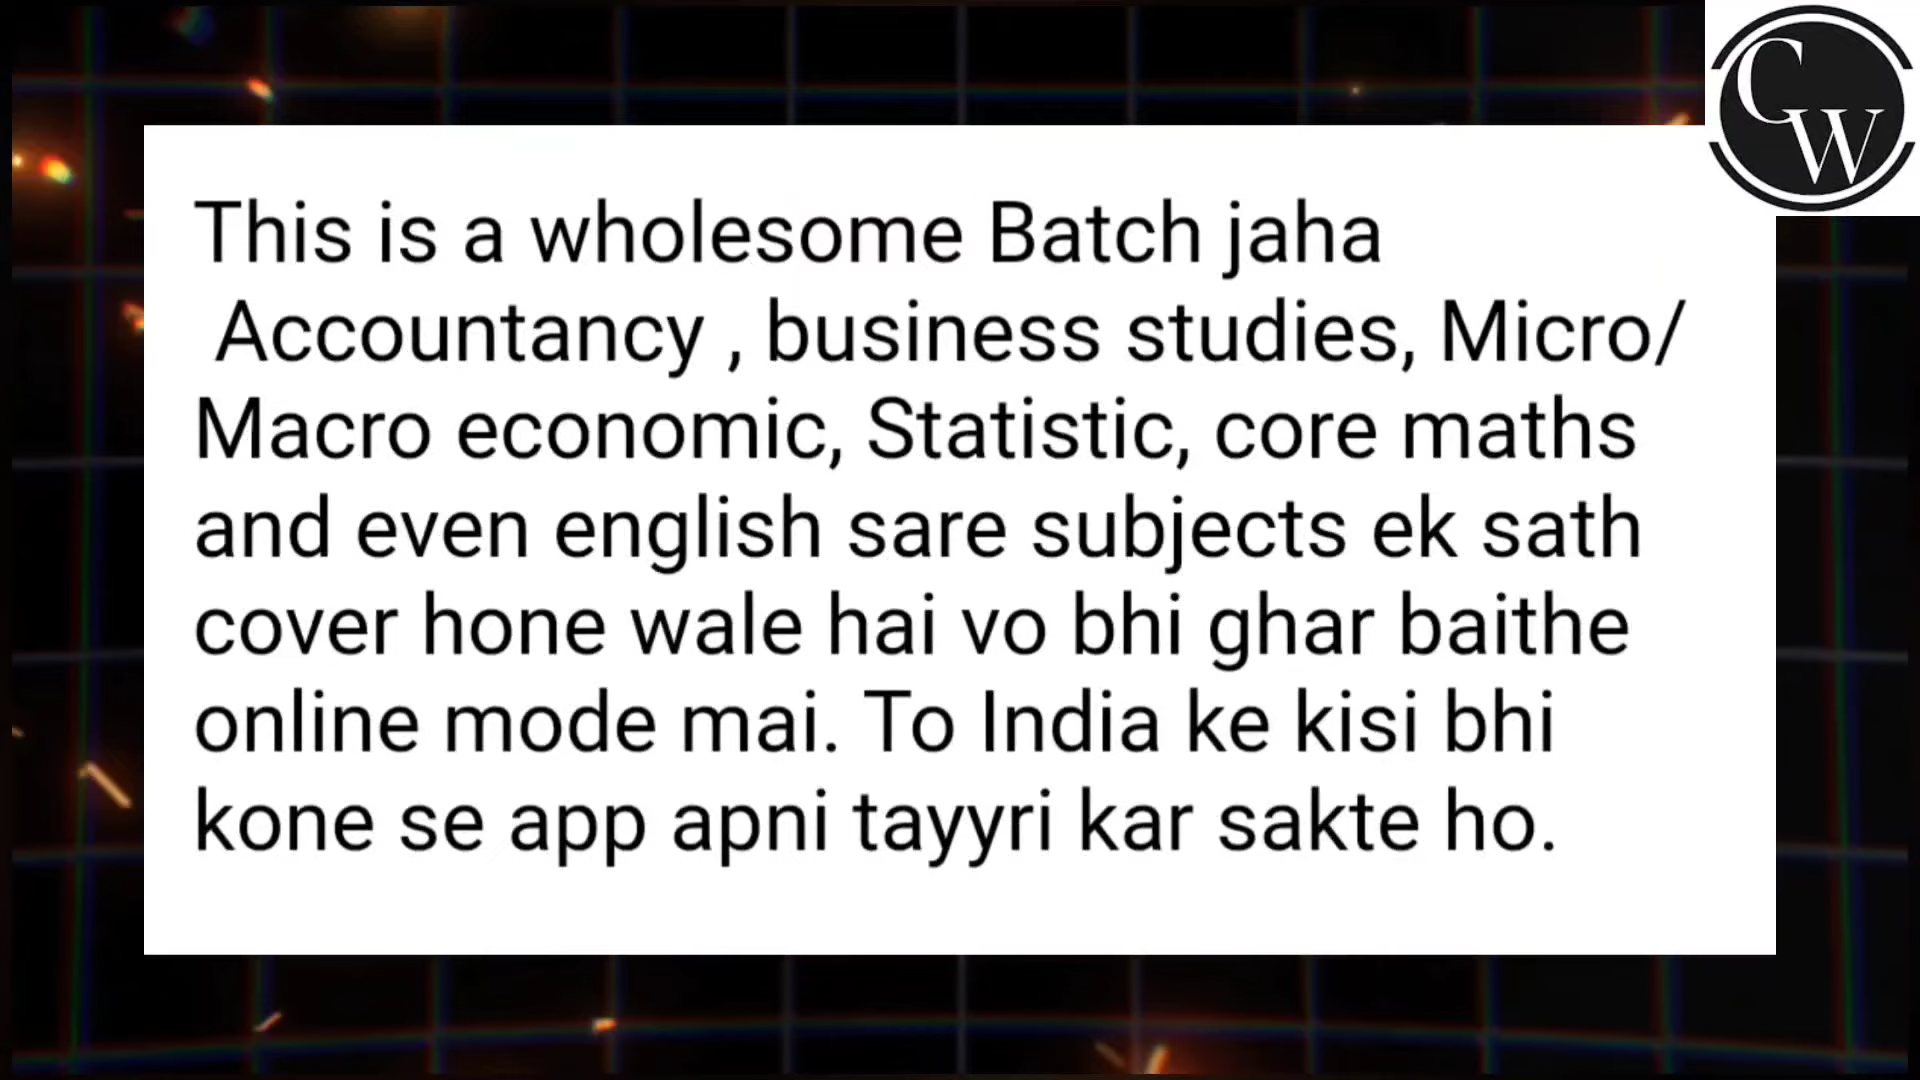 CW
This is a wholesome Batch jaha
Accountancy , business studies, Micro/
Macro economic, Statistic, core maths
and even english sare subjects ek sath
cover hone wale hai vo bhi ghar baithe
online mode mai. To India ke kisi bhi
kone se app apni tayyri kar sakte ho.